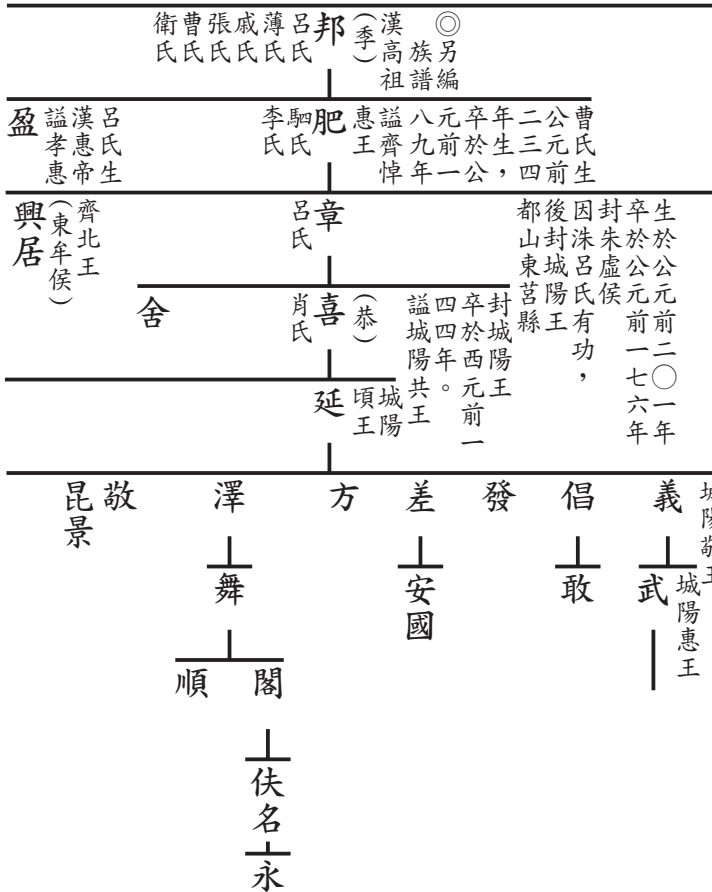 ◎另編
族譜
漢高祖
(季)
邦
呂氏
薄氏
戚氏
張氏
曹氏
衛氏
曹氏生
公元前
二三四
年生，
卒於公
元前一
八九年
謚齊悼
惠王
肥
駟氏
李氏
呂氏生
漢惠帝
謚孝惠
盈
生於公元前二○一年
卒於公元前一七六年
封朱虛侯
因洙呂氏有功，
後封城陽王
都山東莒縣
章
呂氏
齊北王
(東牟侯)
興居
封城陽王
卒於西元前一
四四年。
謚城陽共王
(恭)
喜
肖氏
舍
城陽
頃王
延
城陽敬王
義
倡
發
差
方
澤
敬
昆景
城陽惠王
武
敢
安國
舞
閣
順
伕名
永